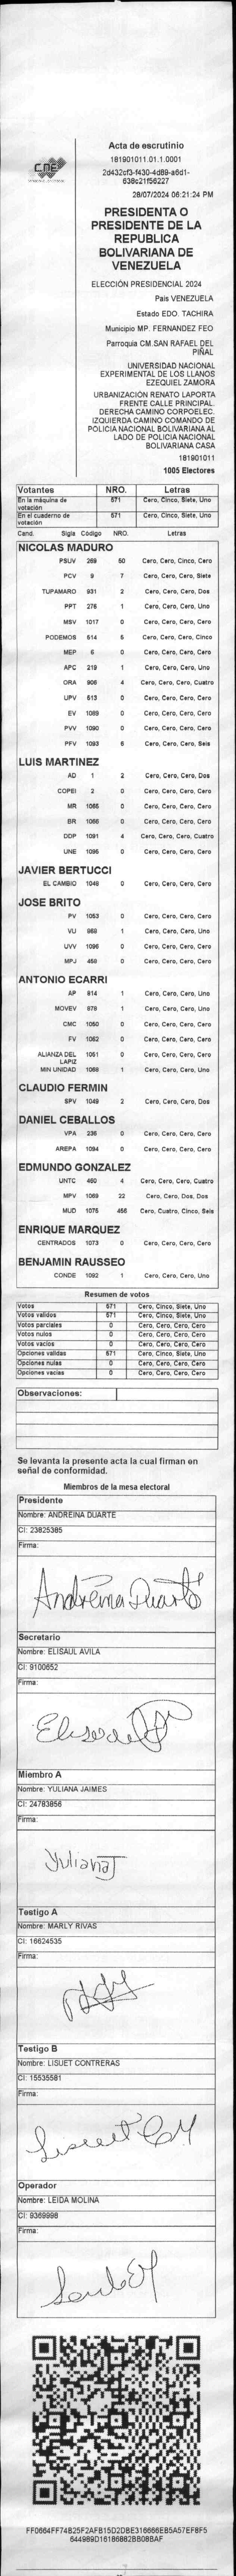 CNE
Acta de escrutinio
181901011.01.1.0001
2d432cf3-f430-4d89-a6d1-
638c21f56227
28/07/2024 06:21:24 PM
PRESIDENTA O
PRESIDENTE DE LA
REPUBLICA
BOLIVARIANA DE
VENEZUELA
ELECCIÓN PRESIDENCIAL 2024
Pais VENEZUELA
Estado EDO. TACHIRA
Municipio MP. FERNANDEZ FEO
Parroquia CM.SAN RAFAEL DEL
PIÑAL
UNIVERSIDAD NACIONAL
EXPERIMENTAL DE LOS LLANOS
EZEQUIEL ZAMORA
URBANIZACIÓN RENATO LAPORTA
FRENTE CALLE PRINCIPAL.
DERECHA CAMINO CORPOELEC.
IZQUIERDA CAMINO COMANDO DE
POLICIA NACIONAL BOLIVARIANA AL
LADO DE POLICIA NACIONAL
BOLIVARIANA CASA
181901011
1005 Electores
Votantes NRO. Letras
En la máquina de votación 571 Cero, Cinco, Siete, Uno
En el cuaderno de votación 571 Cero, Cinco, Siete, Uno
Cand. Sigla Código NRO. Letras
NICOLAS MADURO
PSUV 269 50 Cero, Cero, Cinco, Cero
PCV 9 7 Cero, Cero, Cero, Siete
TUPAMARO 931 2 Cero, Cero, Cero, Dos
PPT 276 1 Cero, Cero, Cero, Uno
MSV 1017 0 Cero, Cero, Cero, Cero
PODEMOS 514 5 Cero, Cero, Cero, Cinco
MEP 6 0 Cero, Cero, Cero, Cero
APC 219 1 Cero, Cero, Cero, Uno
ORA 906 4 Cero, Cero, Cero, Cuatro
UPV 513 0 Cero, Cero, Cero, Cero
EV 1089 0 Cero, Cero, Cero, Cero
PVV 1090 0 Cero, Cero, Cero, Cero
PFV 1093 6 Cero, Cero, Cero, Seis
LUIS MARTINEZ
AD 1 2 Cero, Cero, Cero, Dos
COPEI 2 0 Cero, Cero, Cero, Cero
MR 1065 0 Cero, Cero, Cero, Cero
BR 1066 0 Cero, Cero, Cero, Cero
DDP 1091 4 Cero, Cero, Cero, Cuatro
UNE 1095 0 Cero, Cero, Cero, Cero
JAVIER BERTUCCI
EL CAMBIO 1048 0 Cero, Cero, Cero, Cero
JOSE BRITO
PV 1053 0 Cero, Cero, Cero, Cero
VU 968 1 Cero, Cero, Cero, Uno
UVV 1096 0 Cero, Cero, Cero, Cero
MPJ 458 0 Cero, Cero, Cero, Cero
ANTONIO ECARRI
AP 814 1 Cero, Cero, Cero, Uno
MOVEV 978 1 Cero, Cero, Cero, Uno
CMC 1050 0 Cero, Cero, Cero, Cero
FV 1052 0 Cero, Cero, Cero, Cero
ALIANZA DEL LAPIZ 1051 0 Cero, Cero, Cero, Cero
MIN UNIDAD 1088 1 Cero, Cero, Cero, Uno
CLAUDIO FERMIN
SPV 1049 2 Cero, Cero, Cero, Dos
DANIEL CEBALLOS
VPA 236 0 Cero, Cero, Cero, Cero
AREPA 1094 0 Cero, Cero, Cero, Cero
EDMUNDO GONZALEZ
UNTC 460 4 Cero, Cero, Cero, Cuatro
MPV 1069 22 Cero, Cero, Dos, Dos
MUD 1075 456 Cero, Cuatro, Cinco, Seis
ENRIQUE MARQUEZ
CENTRADOS 1073 0 Cero, Cero, Cero, Cero
BENJAMIN RAUSSEO
CONDE 1092 1 Cero, Cero, Cero, Uno
Resumen de votos
Votos 571 Cero, Cinco, Siete, Uno
Votos validos 571 Cero, Cinco, Siete, Uno
Votos parciales 0 Cero, Cero, Cero, Cero
Votos nulos 0 Cero, Cero, Cero, Cero
Votos vacios 0 Cero, Cero, Cero, Cero
Opciones validas 571 Cero, Cinco, Siete, Uno
Opciones nulas 0 Cero, Cero, Cero, Cero
Opciones vacias 0 Cero, Cero, Cero, Cero
Observaciones:
Se levanta la presente acta la cual firman en
señal de conformidad.
Miembros de la mesa electoral
Presidente
Nombre: ANDREINA DUARTE
CI: 23825385
Firma:
Andreina Duarte
Secretario
Nombre: ELISAUL AVILA
CI: 9100652
Firma:
Miembro A
Nombre: YULIANA JAIMES
CI: 24783856
Firma:
Yuliana J
Testigo A
Nombre: MARLY RIVAS
CI: 16624535
Firma:
Testigo B
Nombre: LISUET CONTRERAS
CI: 15535581
Firma:
Operador
Nombre: LEIDA MOLINA
CI: 9369998
Firma:
FF0664FF74B25F2AFB15D2DBE316666EB5A57EF8F5
644989D16186882B808BAF